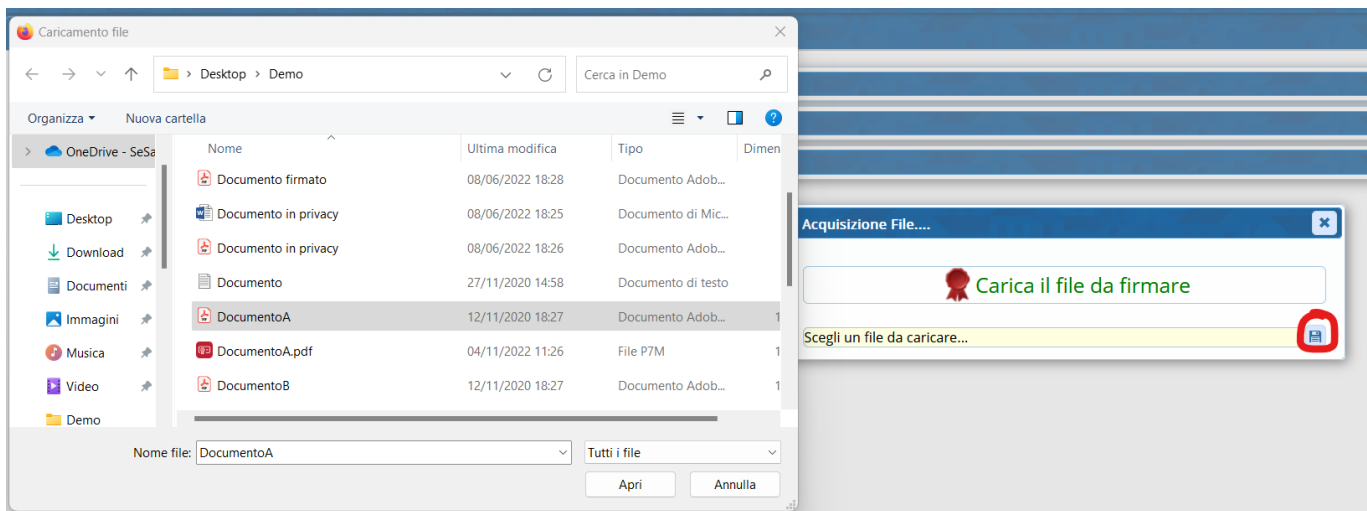 Caricamento file
Desktop > Demo
Cerca in Demo
Organizza
Nuova cartella
OneDrive - SeSa
Nome
Ultima modifica
Tipo
Dimen
Documento firmato
08/06/2022 18:28
Documento Adob...
Documento in privacy
08/06/2022 18:25
Documento di Mic...
Documento in privacy
08/06/2022 18:26
Documento Adob...
Documento
27/11/2020 14:58
Documento di testo
DocumentoA
12/11/2020 18:27
Documento Adob...
1
DocumentoA.pdf
04/11/2022 11:26
File P7M
1
DocumentoB
12/11/2020 18:27
Documento Adob...
1
Desktop
Download
Documenti
Immagini
Musica
Video
Demo
Nome file:
DocumentoA
Tutti i file
Apri
Annulla
Acquisizione File....
Carica il file da firmare
Scegli un file da caricare...